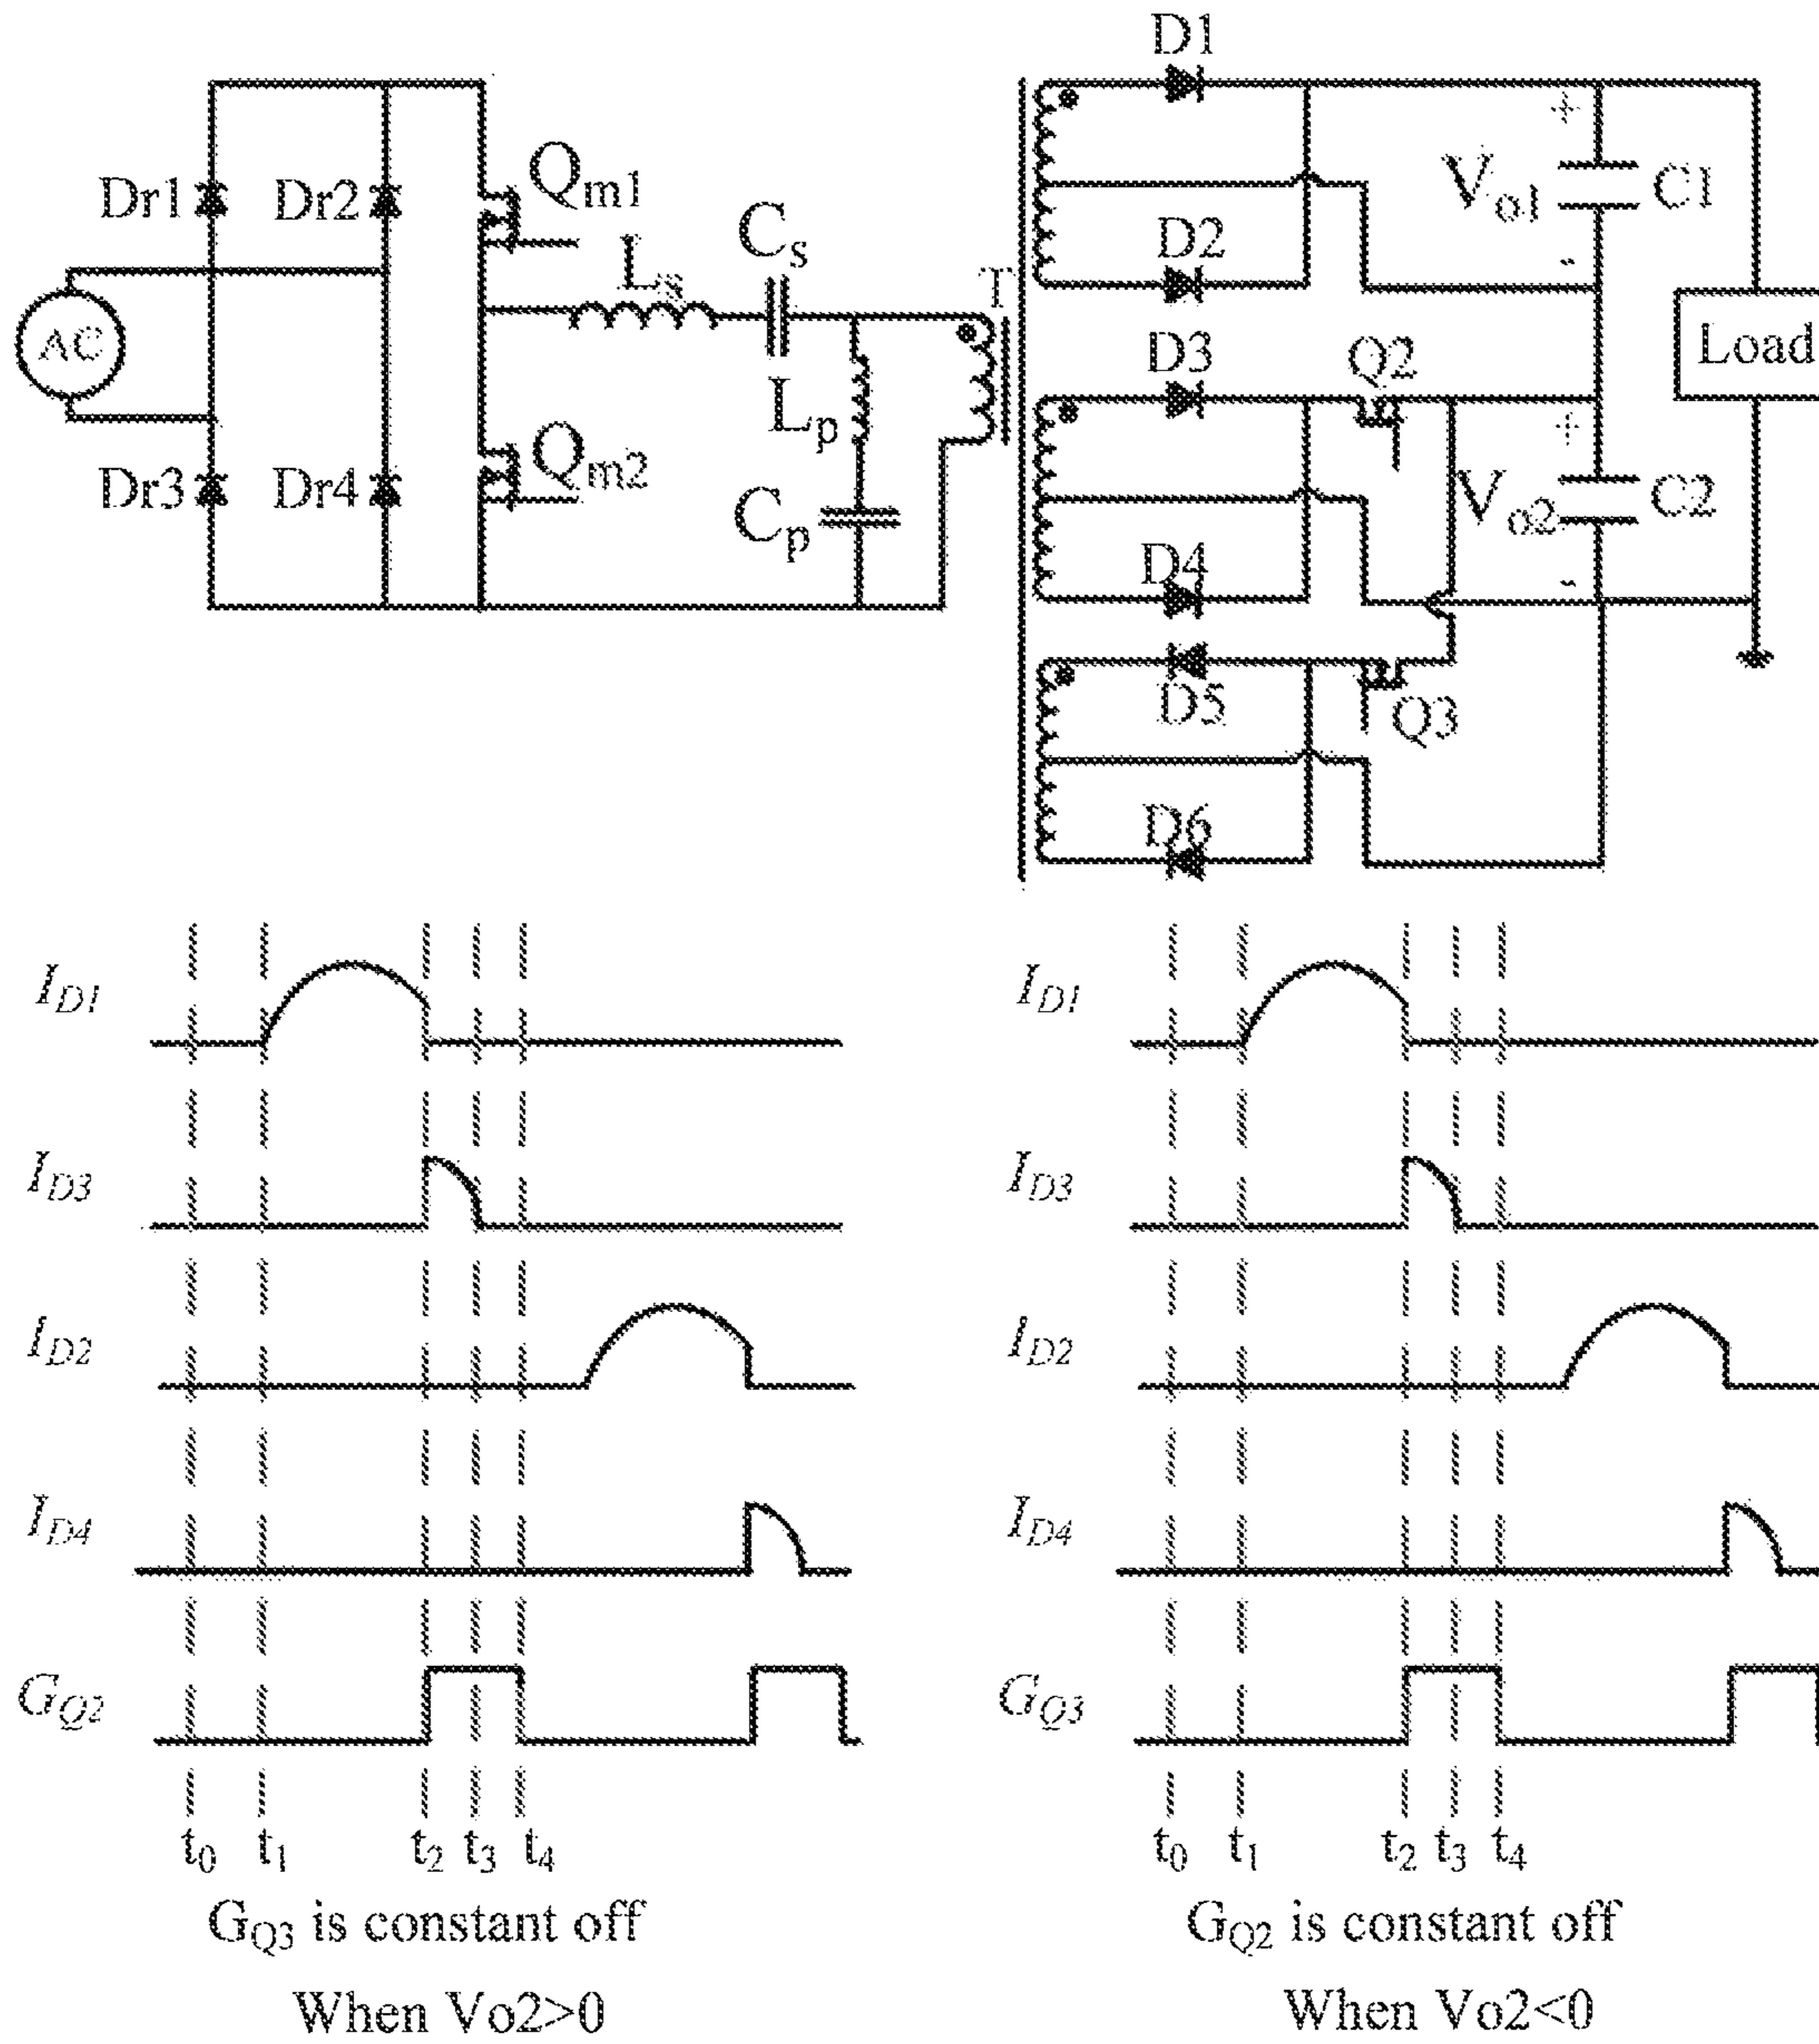 D1
Dr1
Dr2
Qm1
Cs
Ls
Vo1
+
-
C1
D2
T
AC
D3
Q2
Load
Lp
Dr3
Dr4
Qm2
Cp
+
Vo2
-
C2
D4
D5
Q3
D6
ID1
ID3
ID2
ID4
GQ2
t0 t1 t2 t3 t4
GQ3 is constant off
When Vo2>0
ID1
ID3
ID2
ID4
GQ3
t0 t1 t2 t3 t4
GQ2 is constant off
When Vo2<0